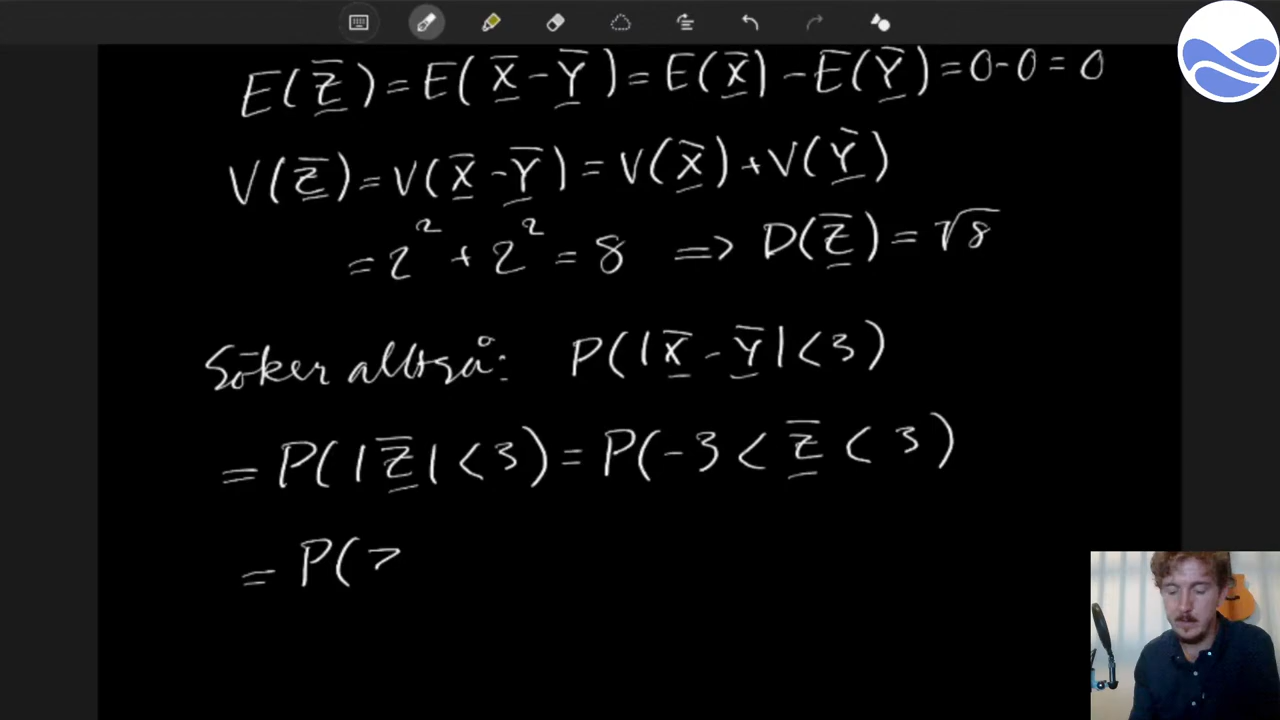 E(Z) = E(X - Y) = E(X) - E(Y) = 0 - 0 = 0
V(Z) = V(X - Y) = V(X) + V(Y)
= 2² + 2² = 8 => D(Z) = √8
Söker alltså: P(|X - Y| < 3)
= P(|Z| < 3) = P(-3 < Z < 3)
= P(